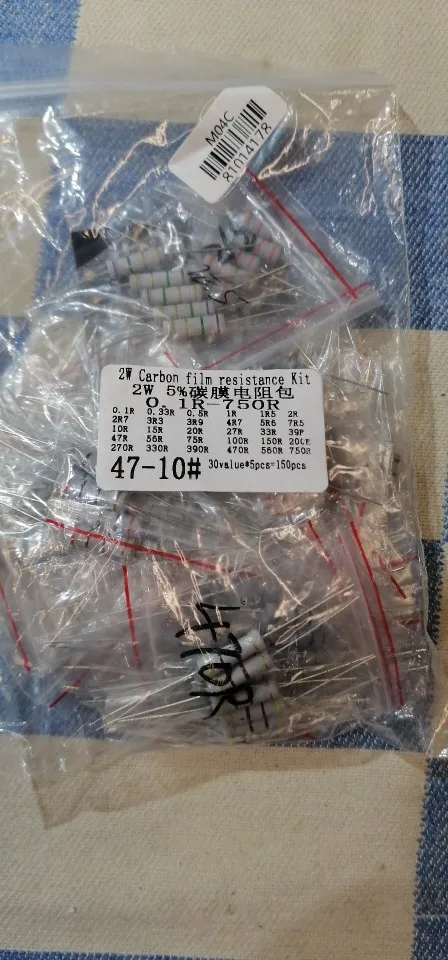 M04C
81014178
2W Carbon film resistance Kit
2W 5%碳膜电阻包
0.1R-750R
0.1R 0.33R 0.5R 1R 1R5 2R
2R7 3R3 3R9 4R7 5R6 7R5
10R 15R 20R 27R 33R 39R
47R 56R 75R 100R 150R 200R
270R 330R 390R 470R 560R 750R
47-10# 30value*5pcs=150pcs
470R